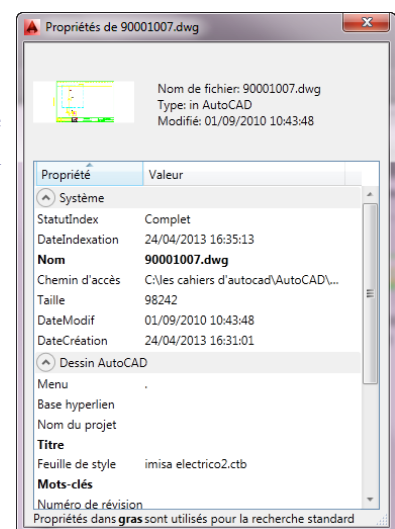 Propriétés de 90001007.dwg
Nom de fichier: 90001007.dwg
Type: in AutoCAD
Modifié: 01/09/2010 10:43:48
Propriété Valeur
Système
StatutIndex Complet
DateIndexation 24/04/2013 16:35:13
Nom 90001007.dwg
Chemin d'accès C:\les cahiers d'autocad\AutoCAD\...
Taille 98242
DateModif 01/09/2010 10:43:48
DateCréation 24/04/2013 16:31:01
Dessin AutoCAD
Menu .
Base hyperlien
Nom du projet
Titre
Feuille de style imisa electrico2.ctb
Mots-clés
Numéro de révision
Propriétés dans gras sont utilisés pour la recherche standard